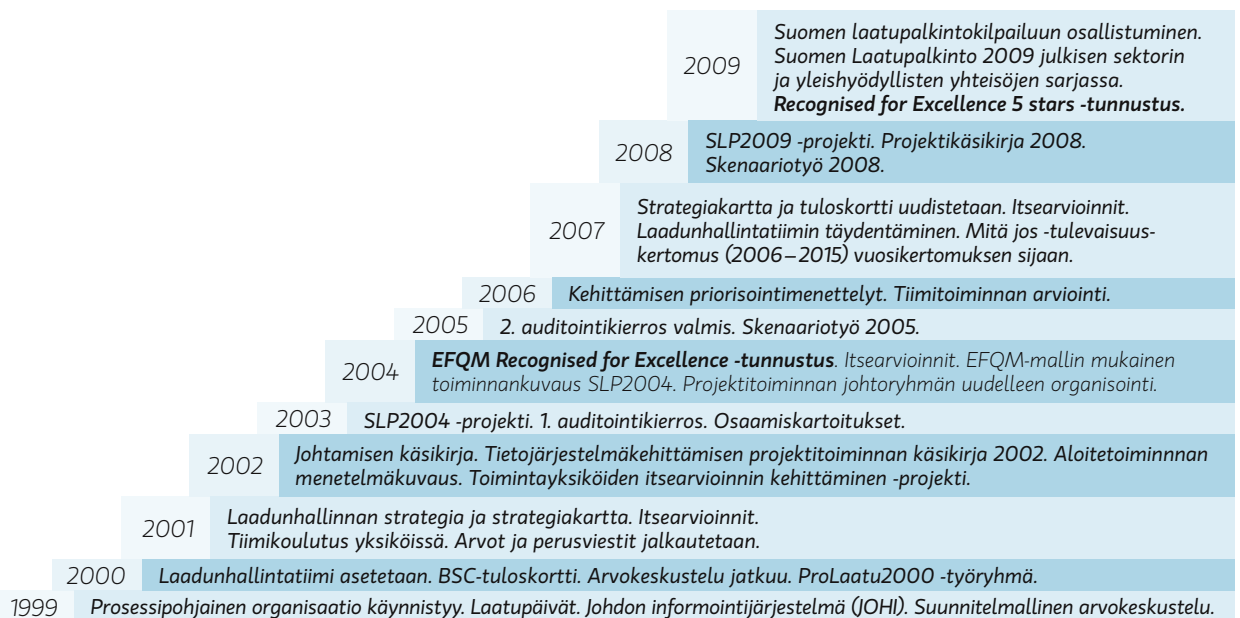 2009
Suomen laatupalkintokilpailuun osallistuminen.
Suomen Laatupalkinto 2009 julkisen sektorin
ja yleishyödyllisten yhteisöjen sarjassa.
Recognised for Excellence 5 stars -tunnustus.
2008
SLP2009 -projekti. Projektikäsikirja 2008.
Skenaariotyö 2008.
2007
Strategiakartta ja tuloskortti uudistetaan. Itsearvioinnit.
Laadunhallintatiimin täydentäminen. Mitä jos -tulevaisuus-
kertomus (2006–2015) vuosikertomuksen sijaan.
2006 Kehittämisen priorisointimenettelyt. Tiimitoiminnan arviointi.
2005 2. auditointikierros valmis. Skenaariotyö 2005.
2004
EFQM Recognised for Excellence -tunnustus. Itsearvioinnit. EFQM-mallin mukainen
toiminnankuvaus SLP2004. Projektitoiminnan johtoryhmän uudelleen organisointi.
2003 SLP2004 -projekti. 1. auditointikierros. Osaamiskartoitukset.
2002
Johtamisen käsikirja. Tietojärjestelmäkehittämisen projektitoiminnan käsikirja 2002. Aloitetoiminnnan
menetelmäkuvaus. Toimintayksiköiden itsearvioinnin kehittäminen -projekti.
2001
Laadunhallinnan strategia ja strategiakartta. Itsearvioinnit.
Tiimikoulutus yksiköissä. Arvot ja perusviestit jalkautetaan.
2000 Laadunhallintatiimi asetetaan. BSC-tuloskortti. Arvokeskustelu jatkuu. ProLaatu2000 -työryhmä.
1999 Prosessipohjainen organisaatio käynnistyy. Laatupäivät. Johdon informointijärjestelmä (JOHI). Suunnitelmallinen arvokeskustelu.